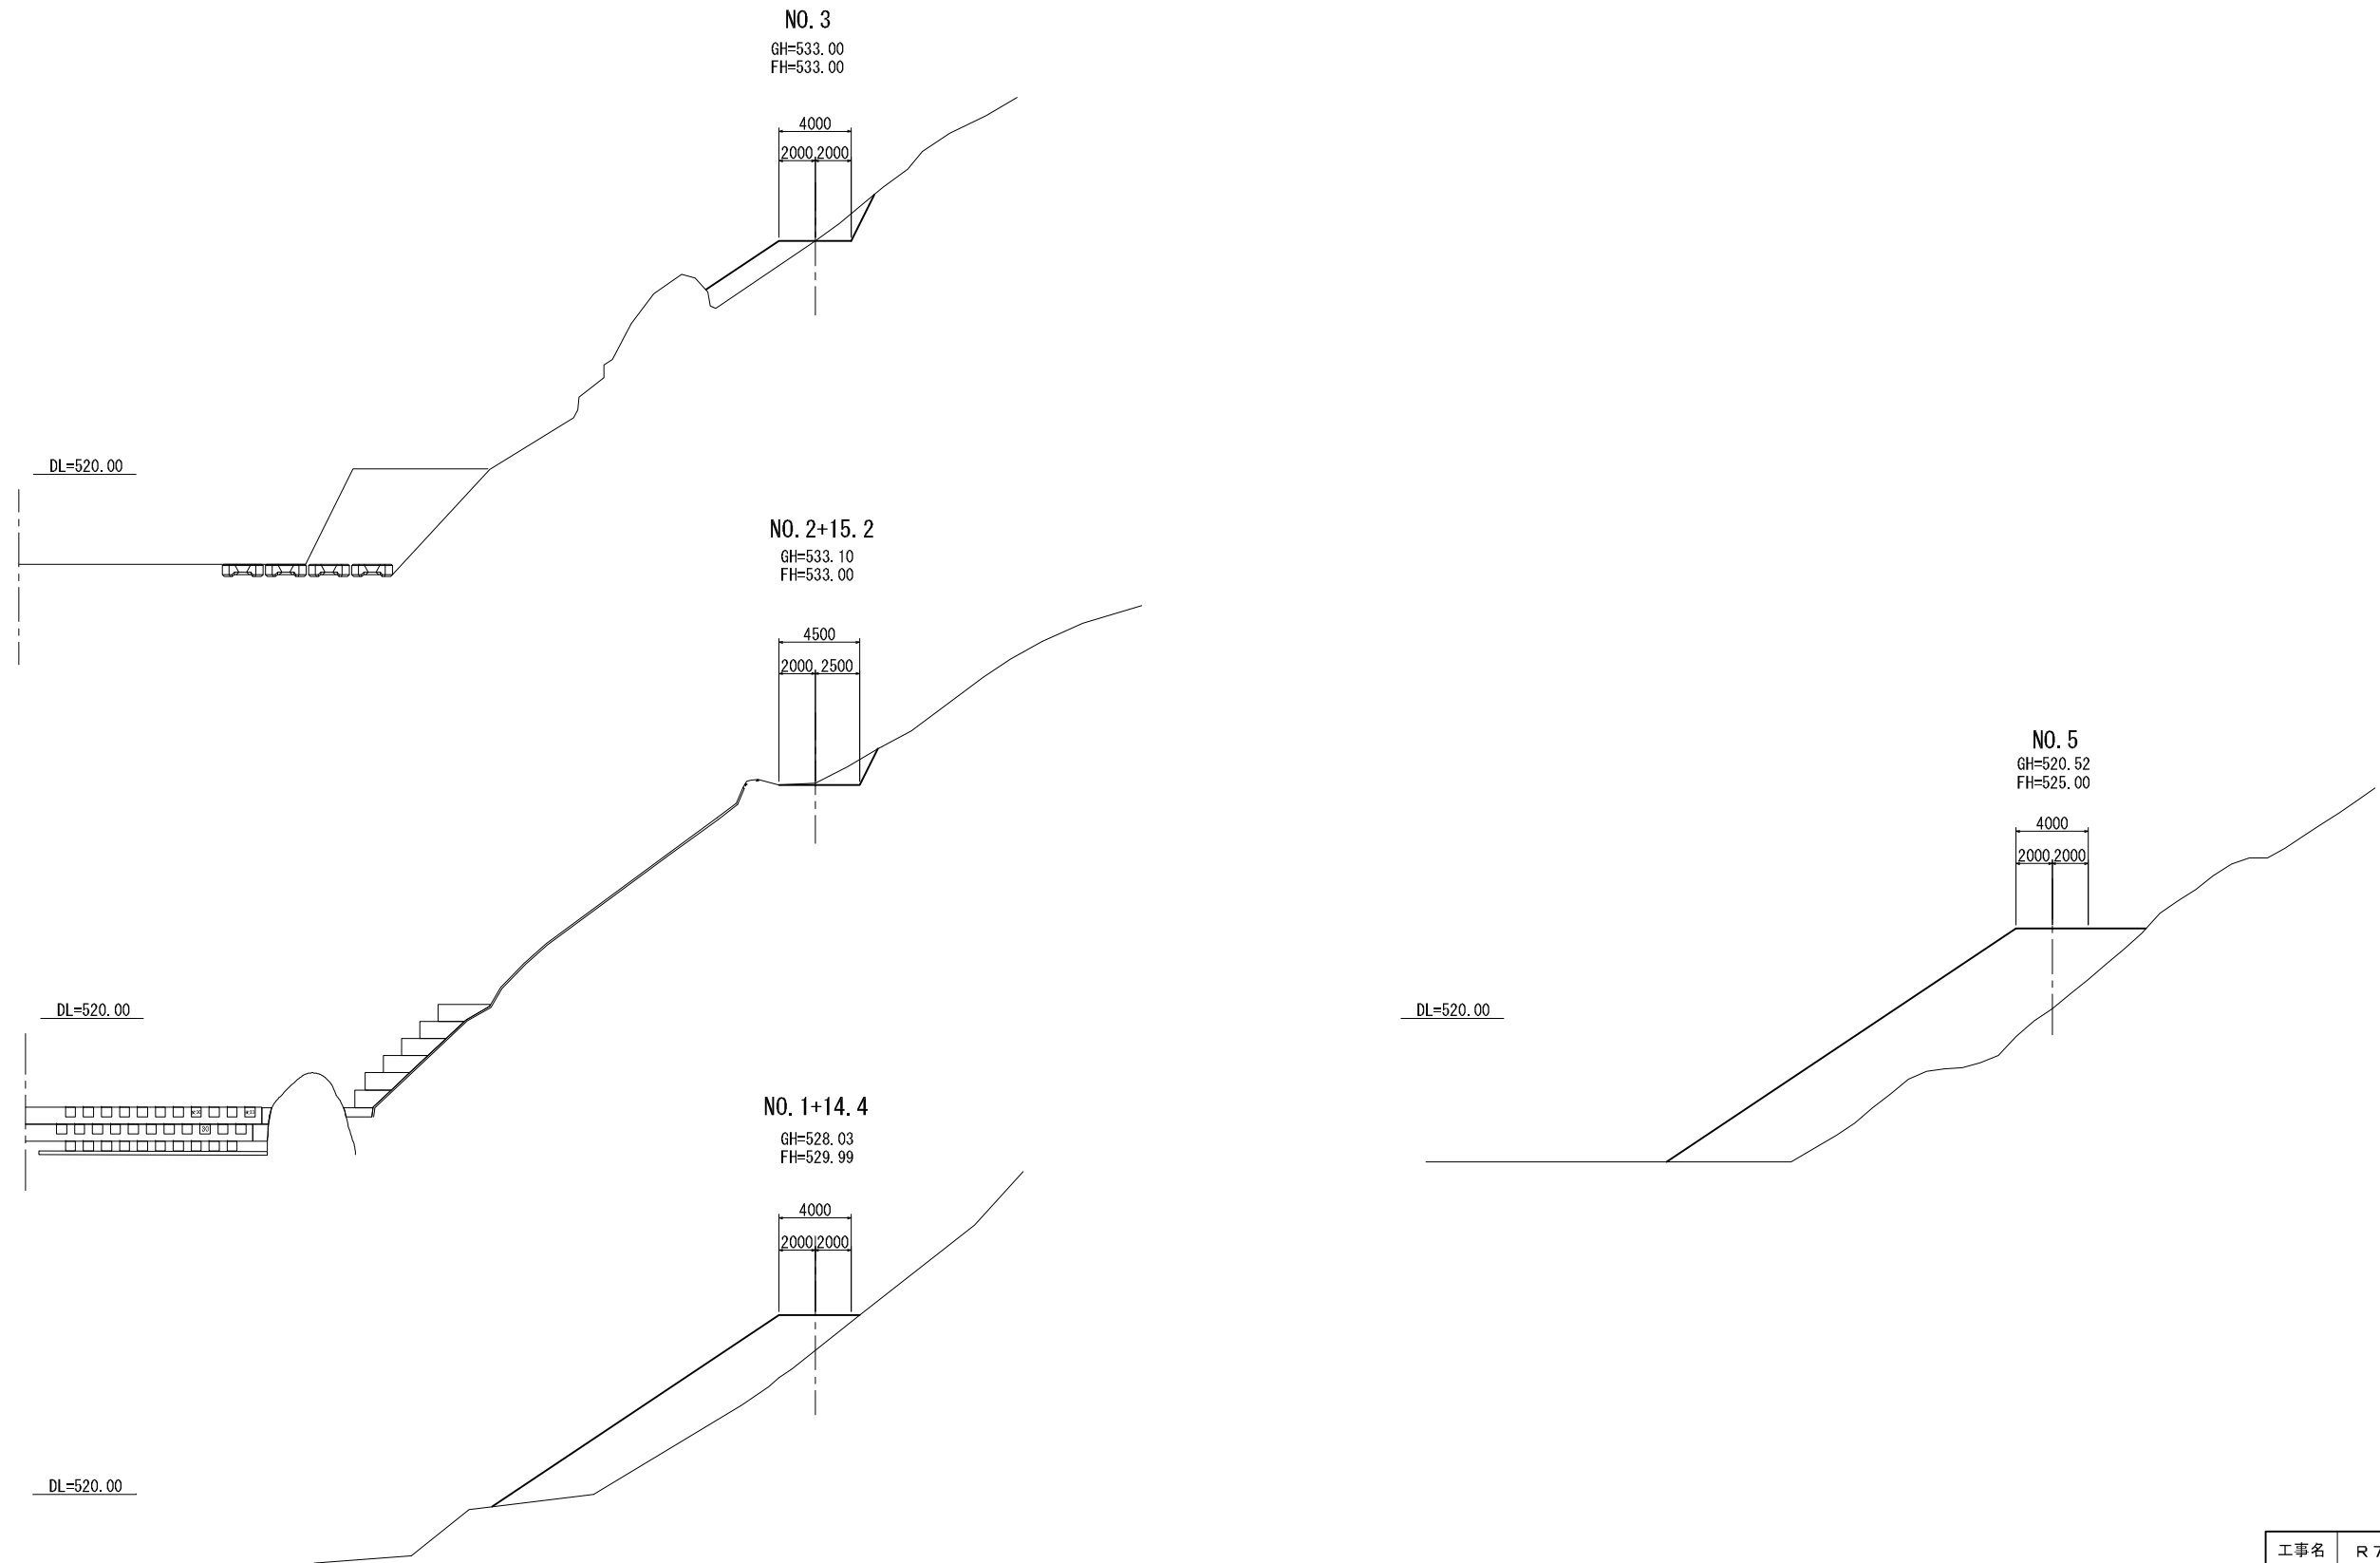 NO. 3
GH=533. 00
FH=533. 00
4000
2000 2000
DL=520. 00
NO. 2+15. 2
GH=533. 10
FH=533. 00
4500
2000 2500
DL=520. 00
30
NO. 1+14. 4
GH=528. 03
FH=529. 99
4000
2000 2000
DL=520. 00
NO. 5
GH=520. 52
FH=525. 00
4000
2000 2000
DL=520. 00
工事名 R7